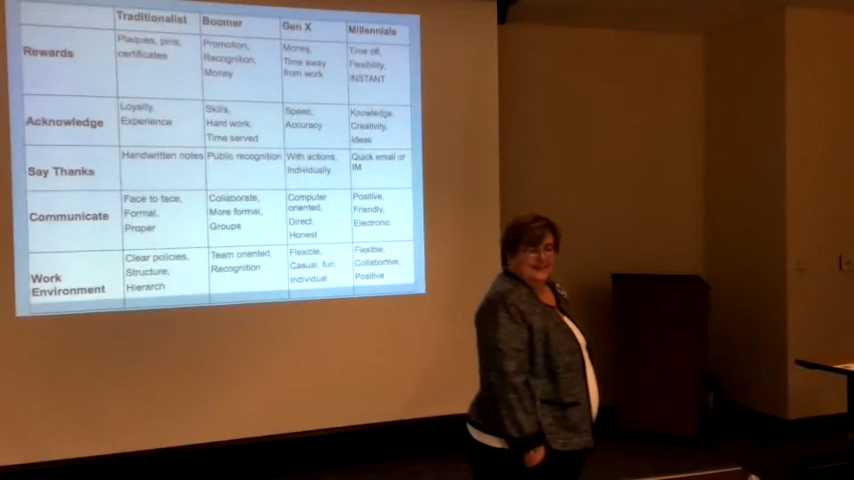 Traditionalist Boomer Gen X Millennials
Rewards
Plaques, pins,
certificates
Promotion,
Recognition,
Money
Money,
Time away
from work
Time off,
Flexibility,
INSTANT
Acknowledge
Loyalty,
Experience
Skills,
Hard work,
Time served
Speed,
Accuracy
Knowledge,
Creativity,
Ideas
Say Thanks
Handwritten notes
Public recognition
With actions,
Individually
Quick email or
IM
Communicate
Face to face,
Formal,
Proper
Collaborate,
More formal,
Groups
Computer
oriented,
Direct,
Honest
Positive,
Friendly,
Electronic
Work
Environment
Clear policies,
Structure,
Hierarch
Team oriented,
Recognition
Flexible,
Casual, fun,
Individual
Flexible,
Collabortive,
Positive